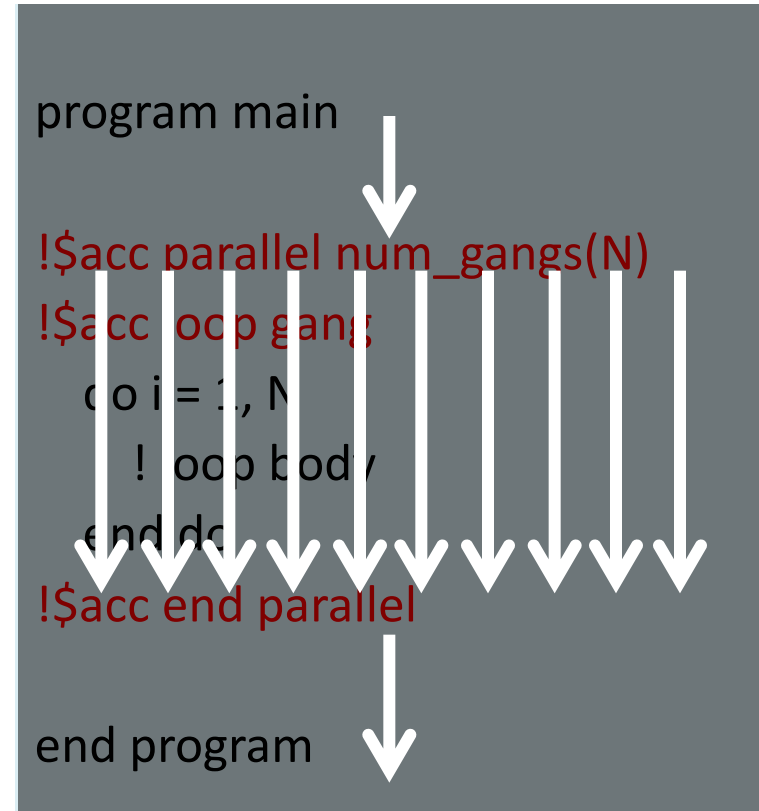 program main
!$acc parallel num_gangs(N)
!$acc loop gang
do i = 1, N
! loop body
end do
!$acc end parallel
end program